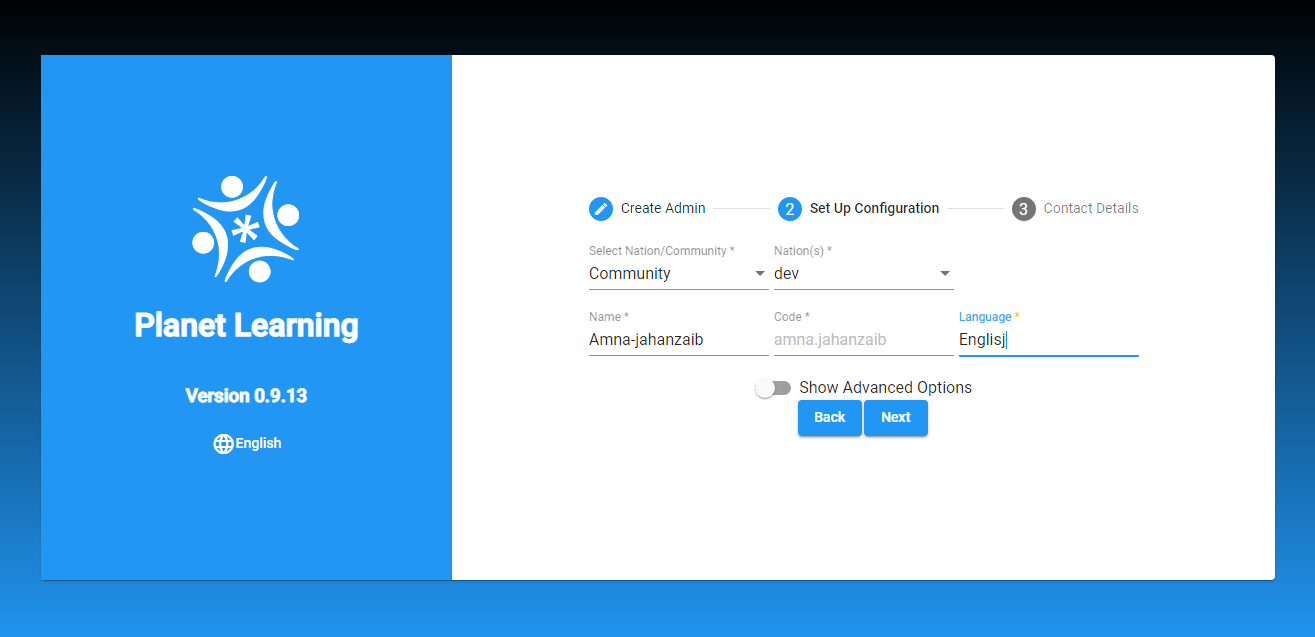 Planet Learning
Version 0.9.13
English
Create Admin
2 Set Up Configuration
3 Contact Details
Select Nation/Community * Nation(s) *
Community dev
Name * Code * Language *
Amna-jahanzaib amna.jahanzaib Englisj
Show Advanced Options
Back Next